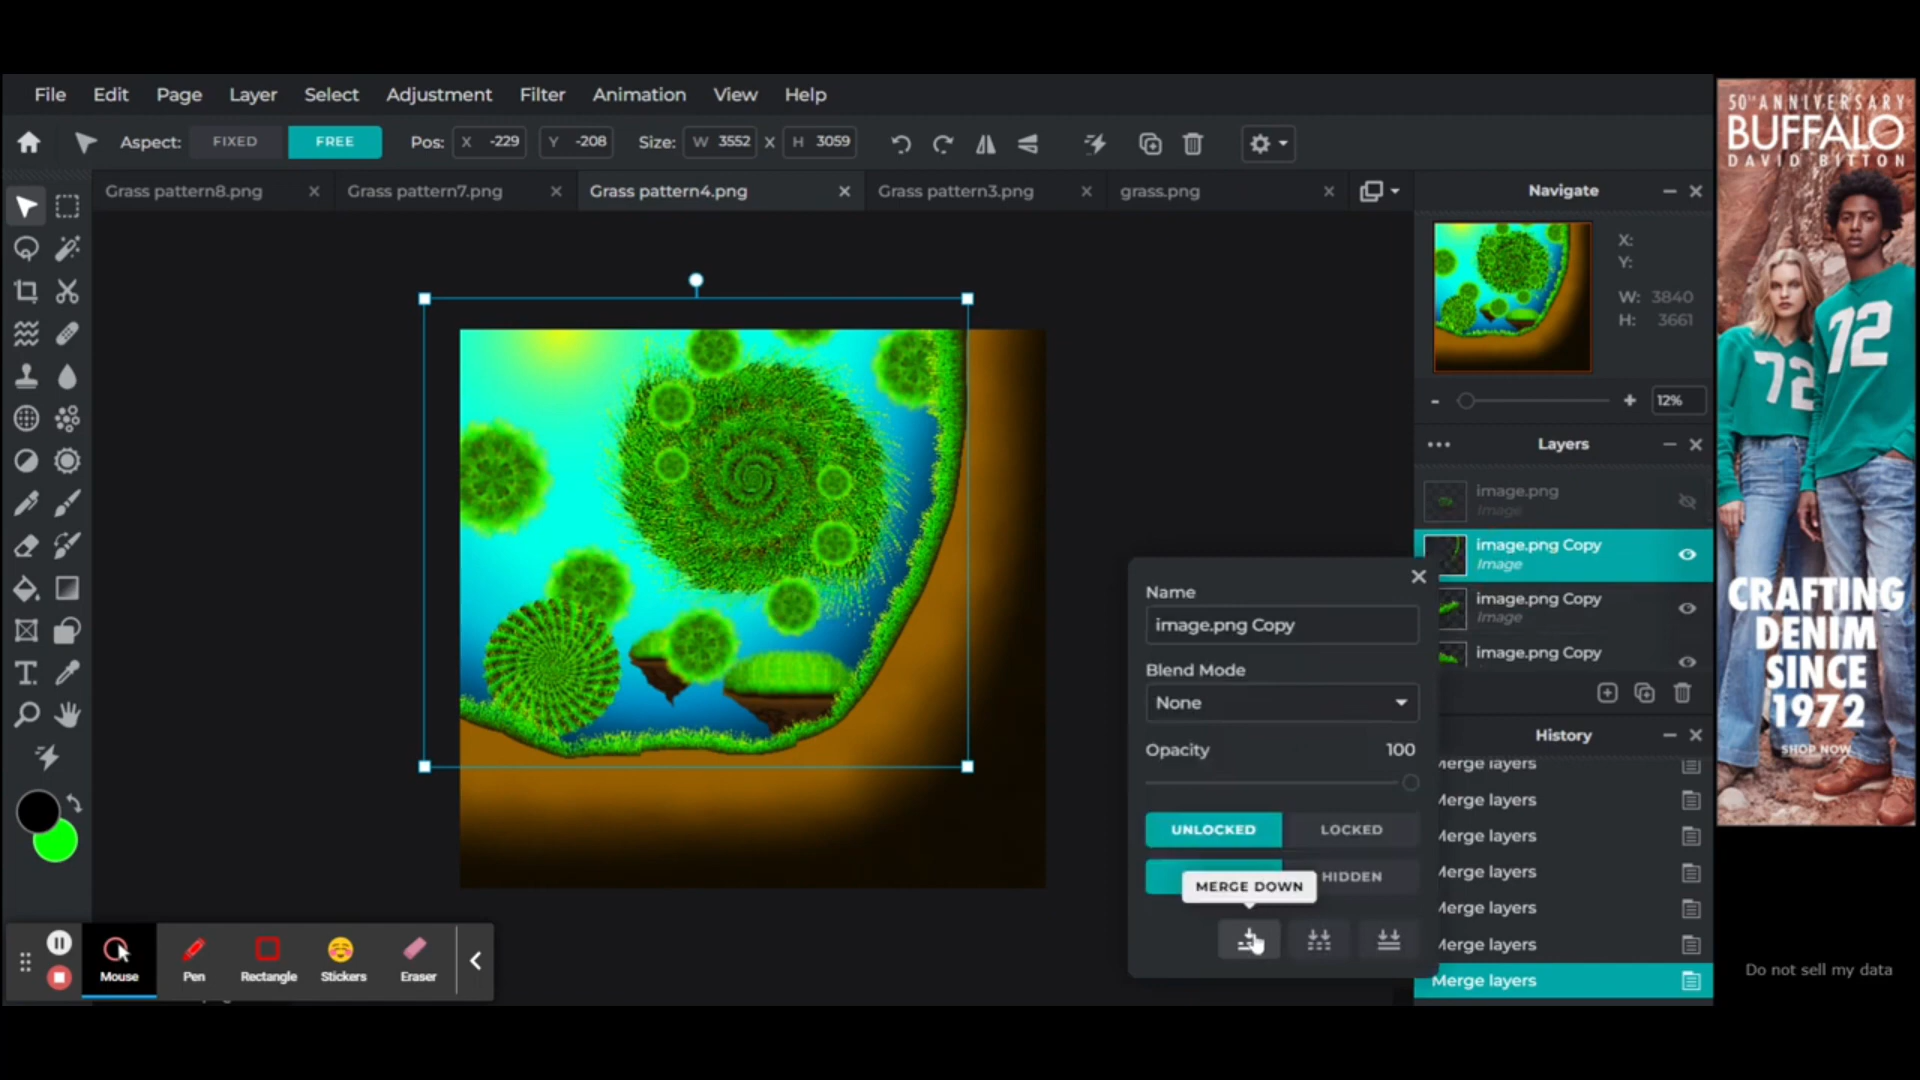 File Edit Page Layer Select Adjustment Filter Animation View Help
Aspect: FIXED FREE Pos: X -229 Y -208 Size: W 3552 X H 3059
Grass pattern8.png Grass pattern7.png Grass pattern4.png Grass pattern3.png grass.png
Navigate
X:
Y:
W: 3840
H: 3661
12%
Layers
image.png
Image
image.png Copy
Image
image.png Copy
Image
image.png Copy
Name
image.png Copy
Blend Mode
None
Opacity 100
UNLOCKED LOCKED
HIDDEN
MERGE DOWN
History
Merge layers
Merge layers
Merge layers
Merge layers
Merge layers
Merge layers
Merge layers
T
Mouse Pen Rectangle Stickers Eraser
50TH ANNIVERSARY
BUFFALO
DAVID BITTON
72
72
CRAFTING
DENIM
SINCE
1972
SHOP NOW
Do not sell my data